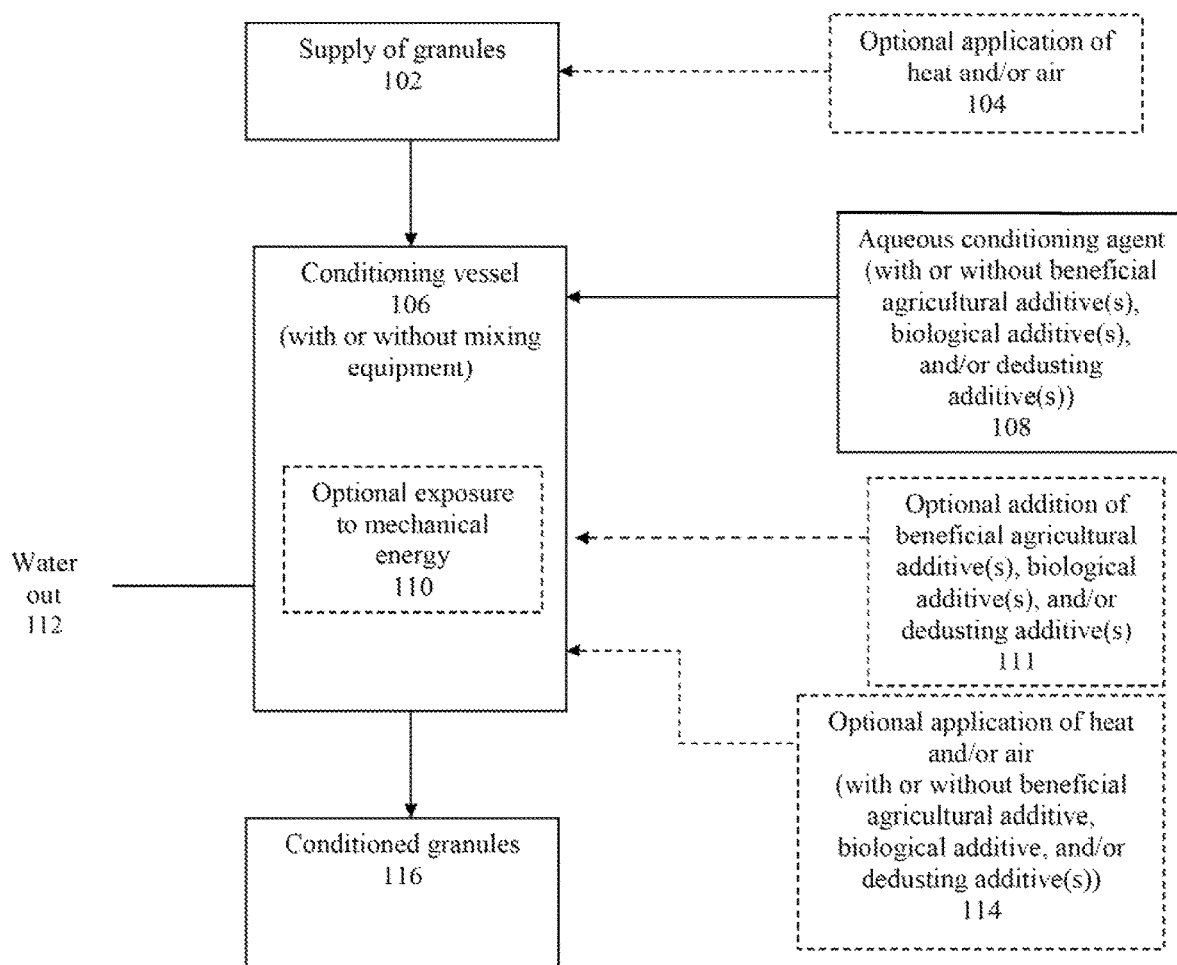 Supply of granules
102
Optional application of
heat and/or air
104
Conditioning vessel
106
(with or without mixing
equipment)
Aqueous conditioning agent
(with or without beneficial
agricultural additive(s),
biological additive(s),
and/or dedusting
additive(s))
108
Optional exposure
to mechanical
energy
110
Optional addition of
beneficial agricultural
additive(s), biological
additive(s), and/or
dedusting additive(s)
111
Water
out
112
Optional application of heat
and/or air
(with or without beneficial
agricultural additive,
biological additive, and/or
dedusting additive(s))
114
Conditioned granules
116